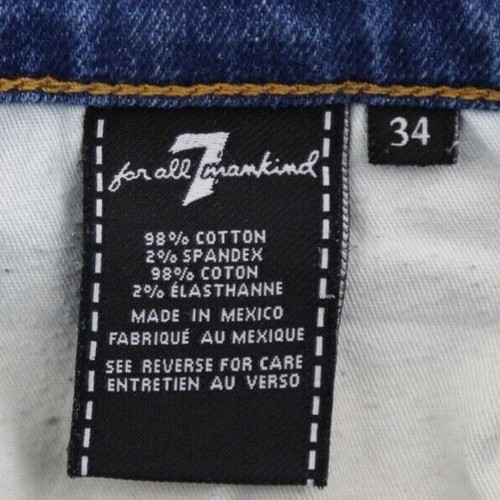 for all 7 mankind
34
98% COTTON
2% SPANDEX
98% COTON
2% ÉLASTHANNE
MADE IN MEXICO
FABRIQUÉ AU MEXIQUE
SEE REVERSE FOR CARE
ENTRETIEN AU VERSO